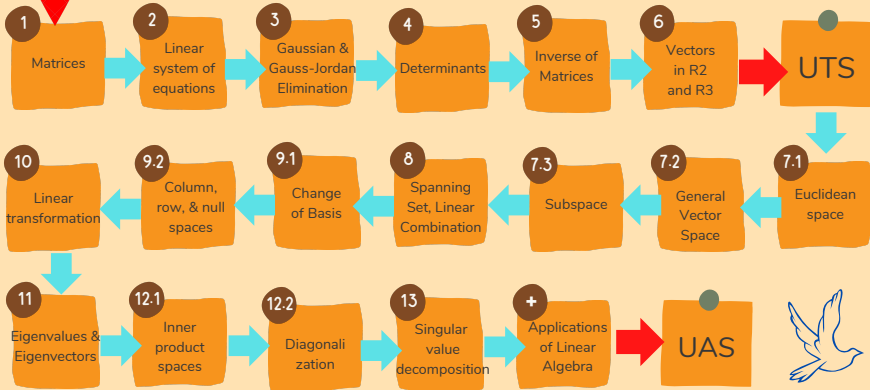 1
Matrices
2
Linear
system of
equations
3
Gaussian &
Gauss-Jordan
Elimination
4
Determinants
5
Inverse of
Matrices
6
Vectors
in R2
and R3
UTS
7.1
Euclidean
space
7.2
General
Vector
Space
7.3
Subspace
8
Spanning
Set, Linear
Combination
9.1
Change
of Basis
9.2
Column,
row, & null
spaces
10
Linear
transformation
11
Eigenvalues &
Eigenvectors
12.1
Inner
product
spaces
12.2
Diagonali
zation
13
Singular
value
decomposition
+
Applications
of Linear
Algebra
UAS